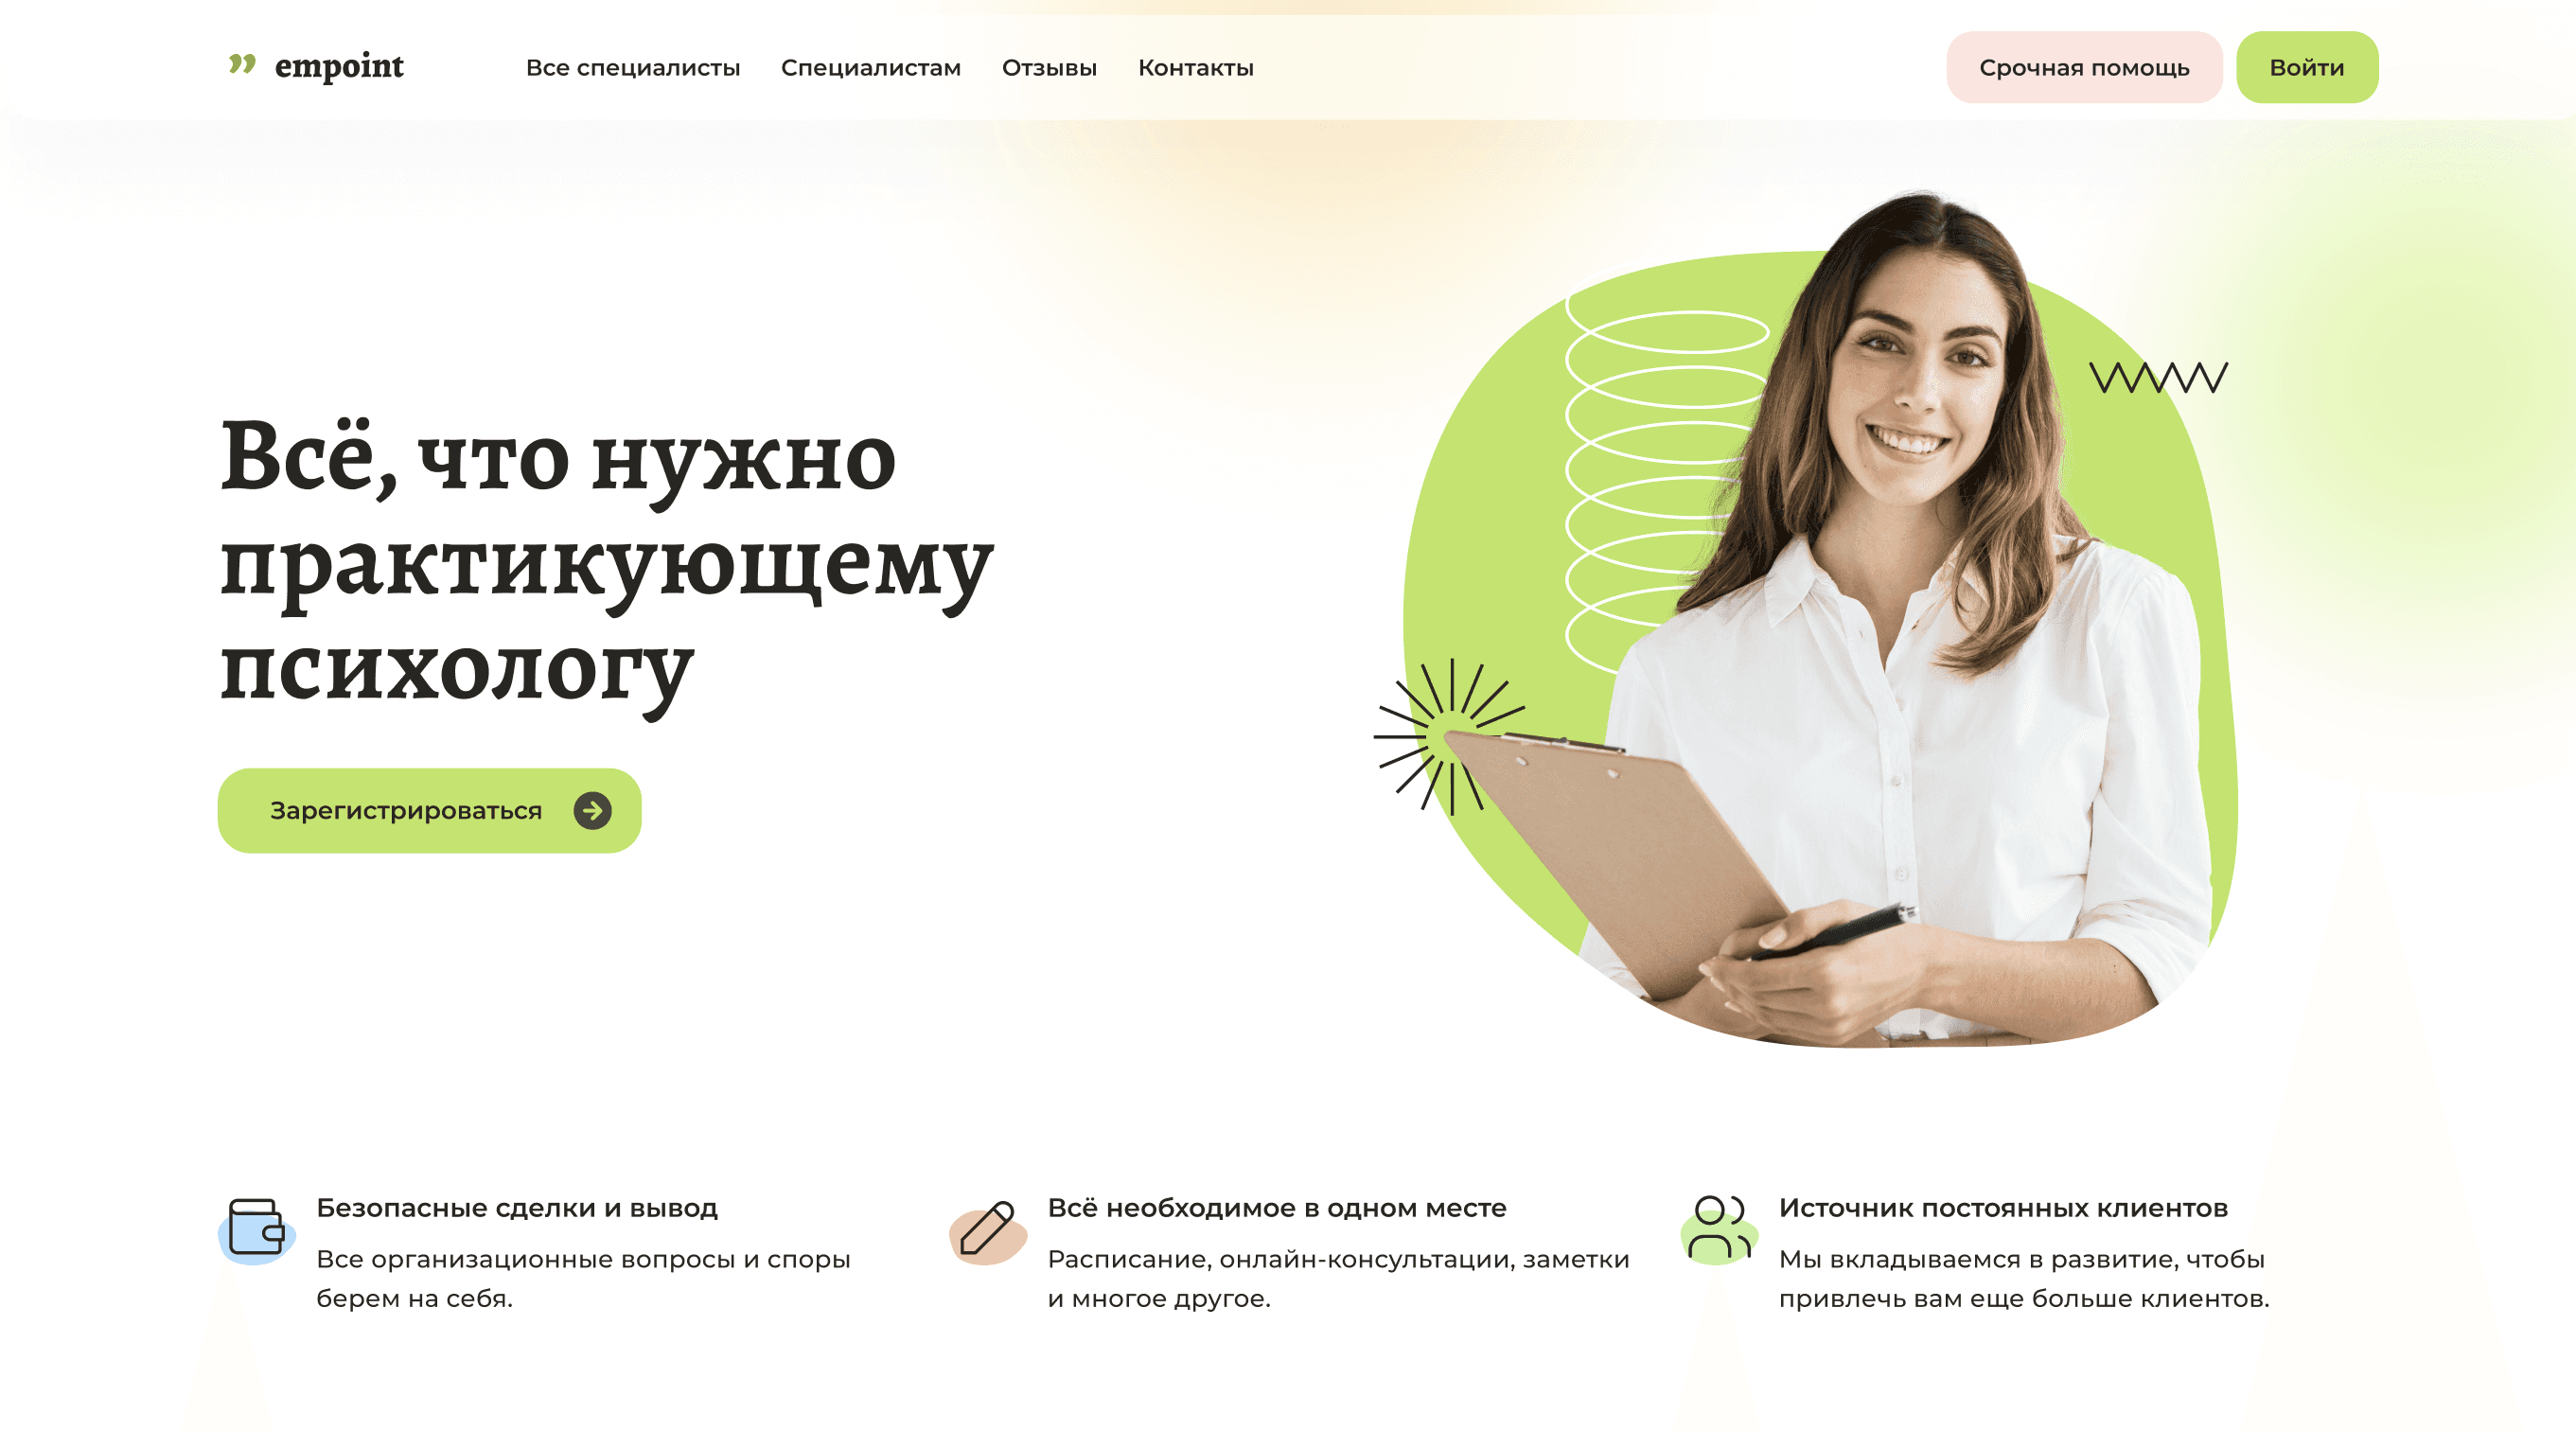 empoint
Все специалисты
Специалистам
Отзывы
Контакты
Срочная помощь
Войти
Всё, что нужно
практикующему
психологу
Зарегистрироваться
Безопасные сделки и вывод
Все организационные вопросы и споры
берем на себя.
Всё необходимое в одном месте
Расписание, онлайн-консультации, заметки
и многое другое.
Источник постоянных клиентов
Мы вкладываемся в развитие, чтобы
привлечь вам еще больше клиентов.